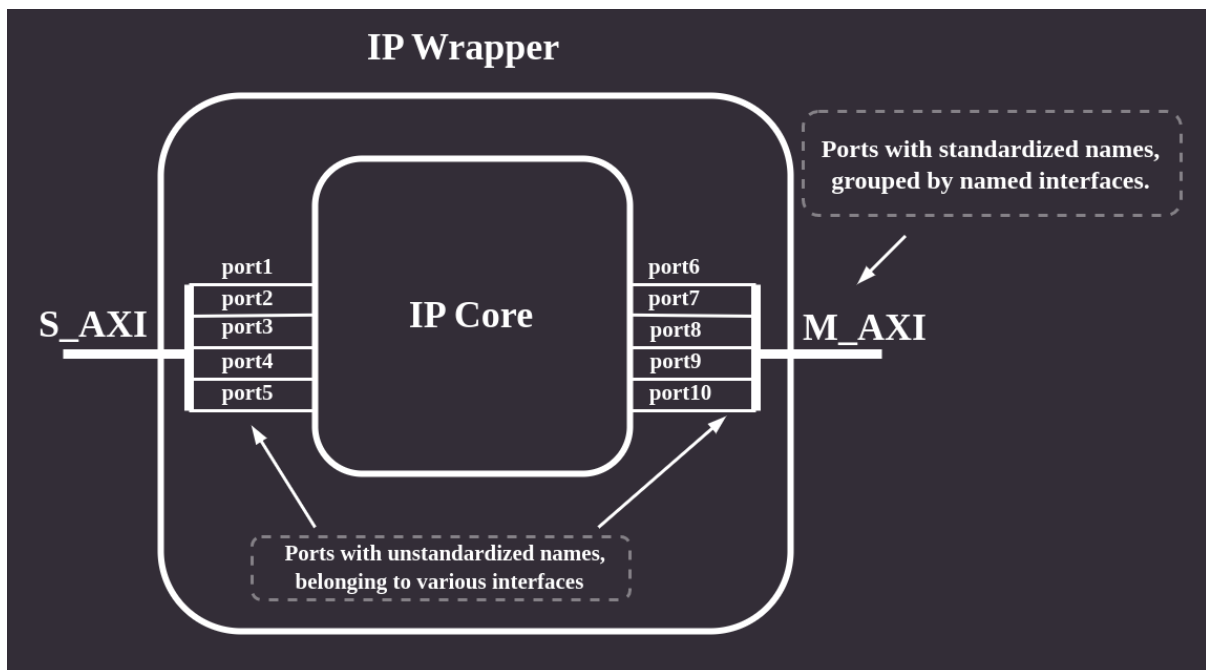 IP Wrapper
Ports with standardized names,
grouped by named interfaces.
port1
port2
port3
port4
port5
S_AXI
IP Core
port6
port7
port8
port9
port10
M_AXI
Ports with unstandardized names,
belonging to various interfaces